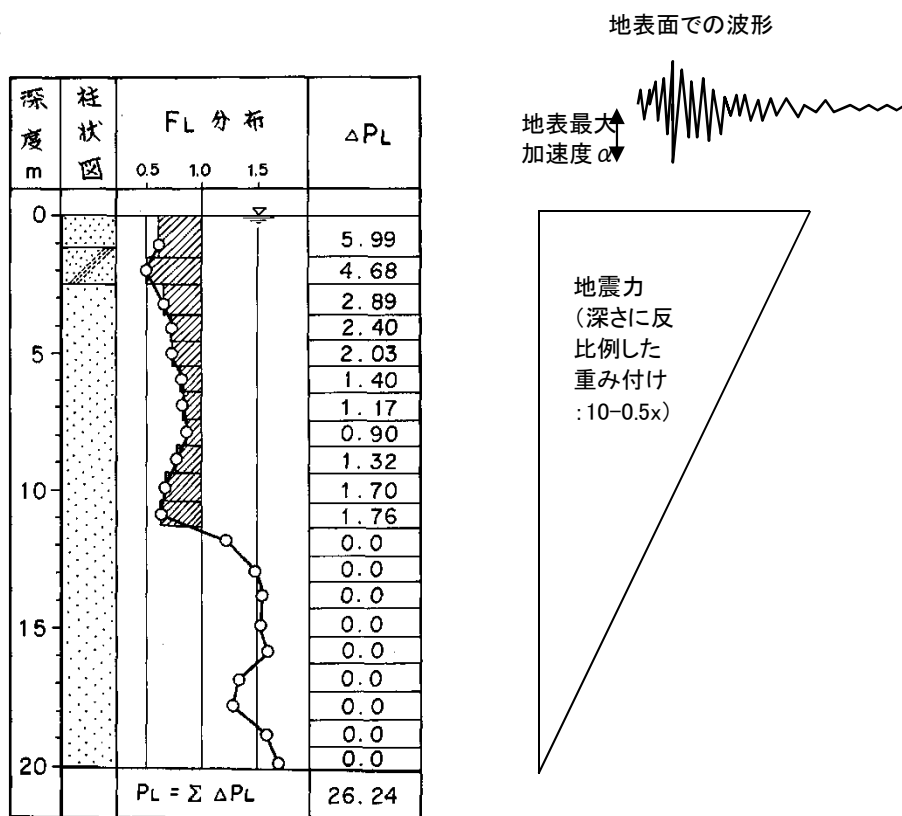 地表面での波形
深度m
柱状図
FL 分布
ΔPL
0.5 1.0 1.5
地表最大
加速度α
0
5
10
15
20
5.99
4.68
2.89
2.40
2.03
1.40
1.17
0.90
1.32
1.70
1.76
0.0
0.0
0.0
0.0
0.0
0.0
0.0
0.0
0.0
PL = Σ ΔPL
26.24
地震力
(深さに反
比例した
重み付け
:10-0.5x)